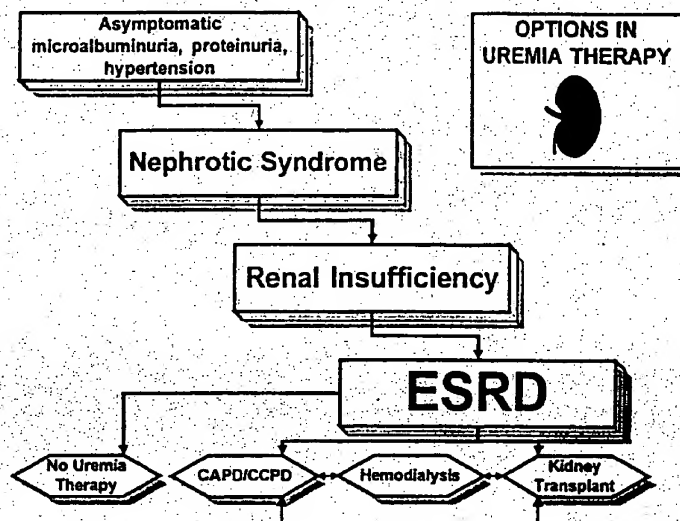 Asymptomatic
microalbuminuria, proteinuria,
hypertension
OPTIONS IN
UREMIA THERAPY
Nephrotic Syndrome
Renal Insufficiency
ESRD
No Uremia
Therapy
CAPD/CCPD
Hemodialysis
Kidney
Transplant